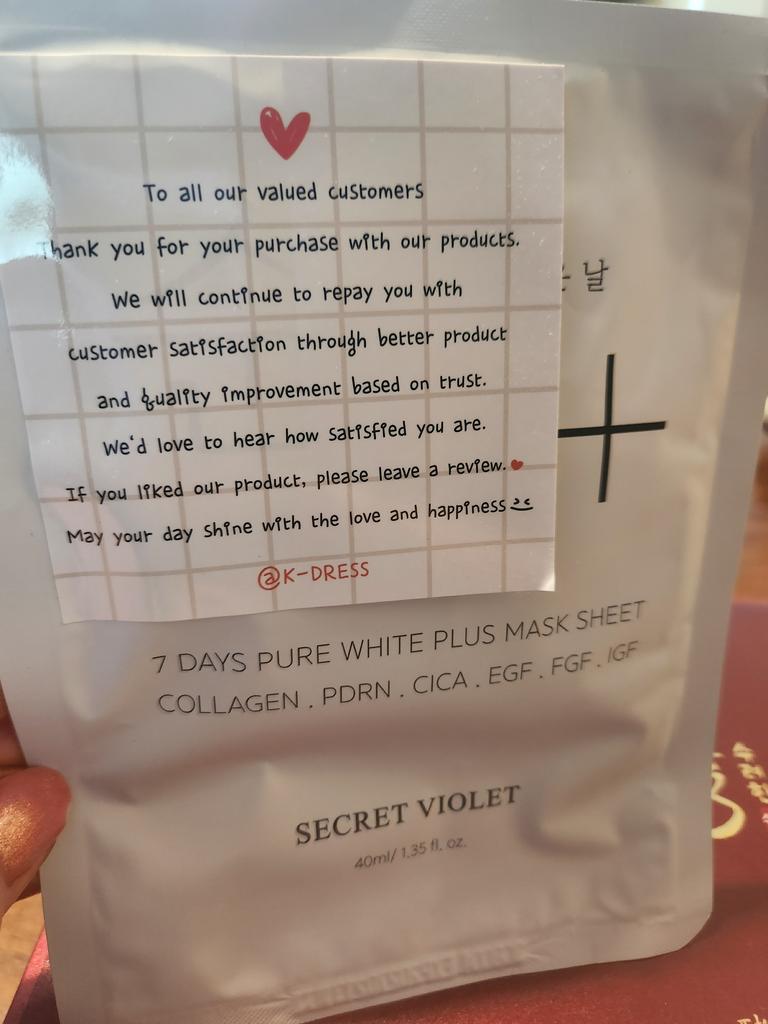 To all our valued customers
Thank you for your purchase with our products.
We will continue to repay you with
customer satisfaction through better product
and quality improvement based on trust.
We'd love to hear how satisfied you are.
If you liked our product, please leave a review.
May your day shine with the love and happiness
@K-DRESS
날
7 DAYS PURE WHITE PLUS MASK SHEET
COLLAGEN . PDRN . CICA . EGF . FGF . IGF
SECRET VIOLET
40ml/ 1.35 fl. oz.